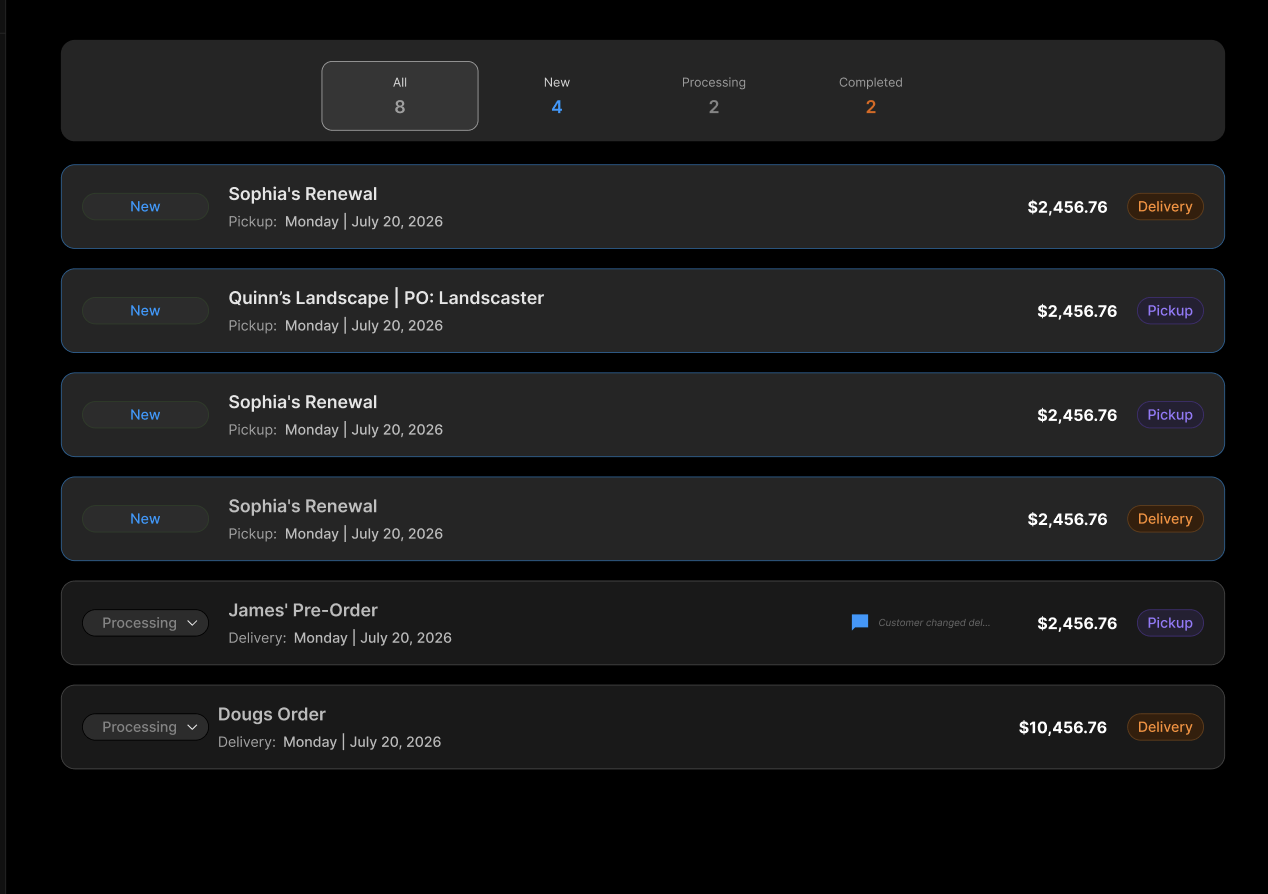 All
8
New
4
Processing
2
Completed
2
New
Sophia's Renewal
Pickup: Monday | July 20, 2026
$2,456.76
Delivery
New
Quinn’s Landscape | PO: Landscaster
Pickup: Monday | July 20, 2026
$2,456.76
Pickup
New
Sophia's Renewal
Pickup: Monday | July 20, 2026
$2,456.76
Pickup
New
Sophia's Renewal
Pickup: Monday | July 20, 2026
$2,456.76
Delivery
Processing
James' Pre-Order
Delivery: Monday | July 20, 2026
Customer changed del...
$2,456.76
Pickup
Processing
Dougs Order
Delivery: Monday | July 20, 2026
$10,456.76
Delivery